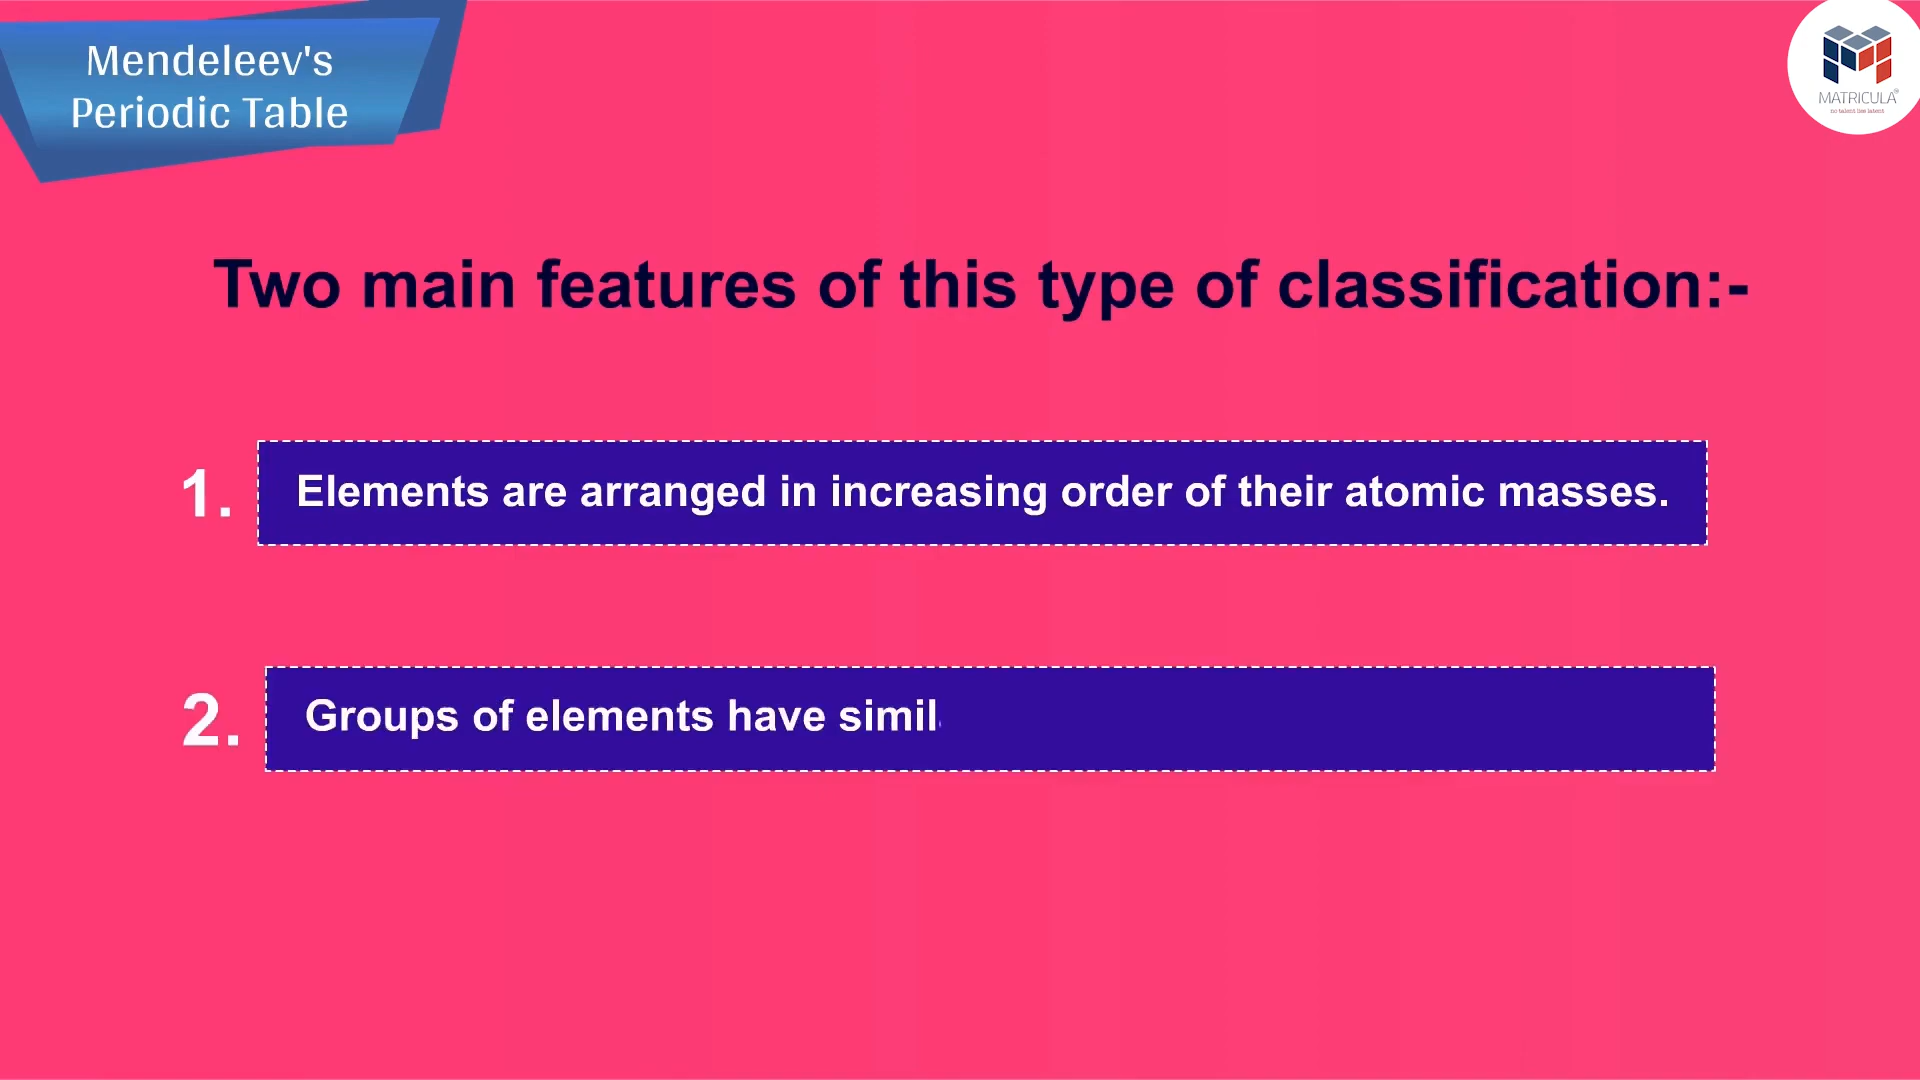 Mendeleev's
Periodic Table
MATRICULA
Two main features of this type of classification:-
1. Elements are arranged in increasing order of their atomic masses.
2. Groups of elements have simil